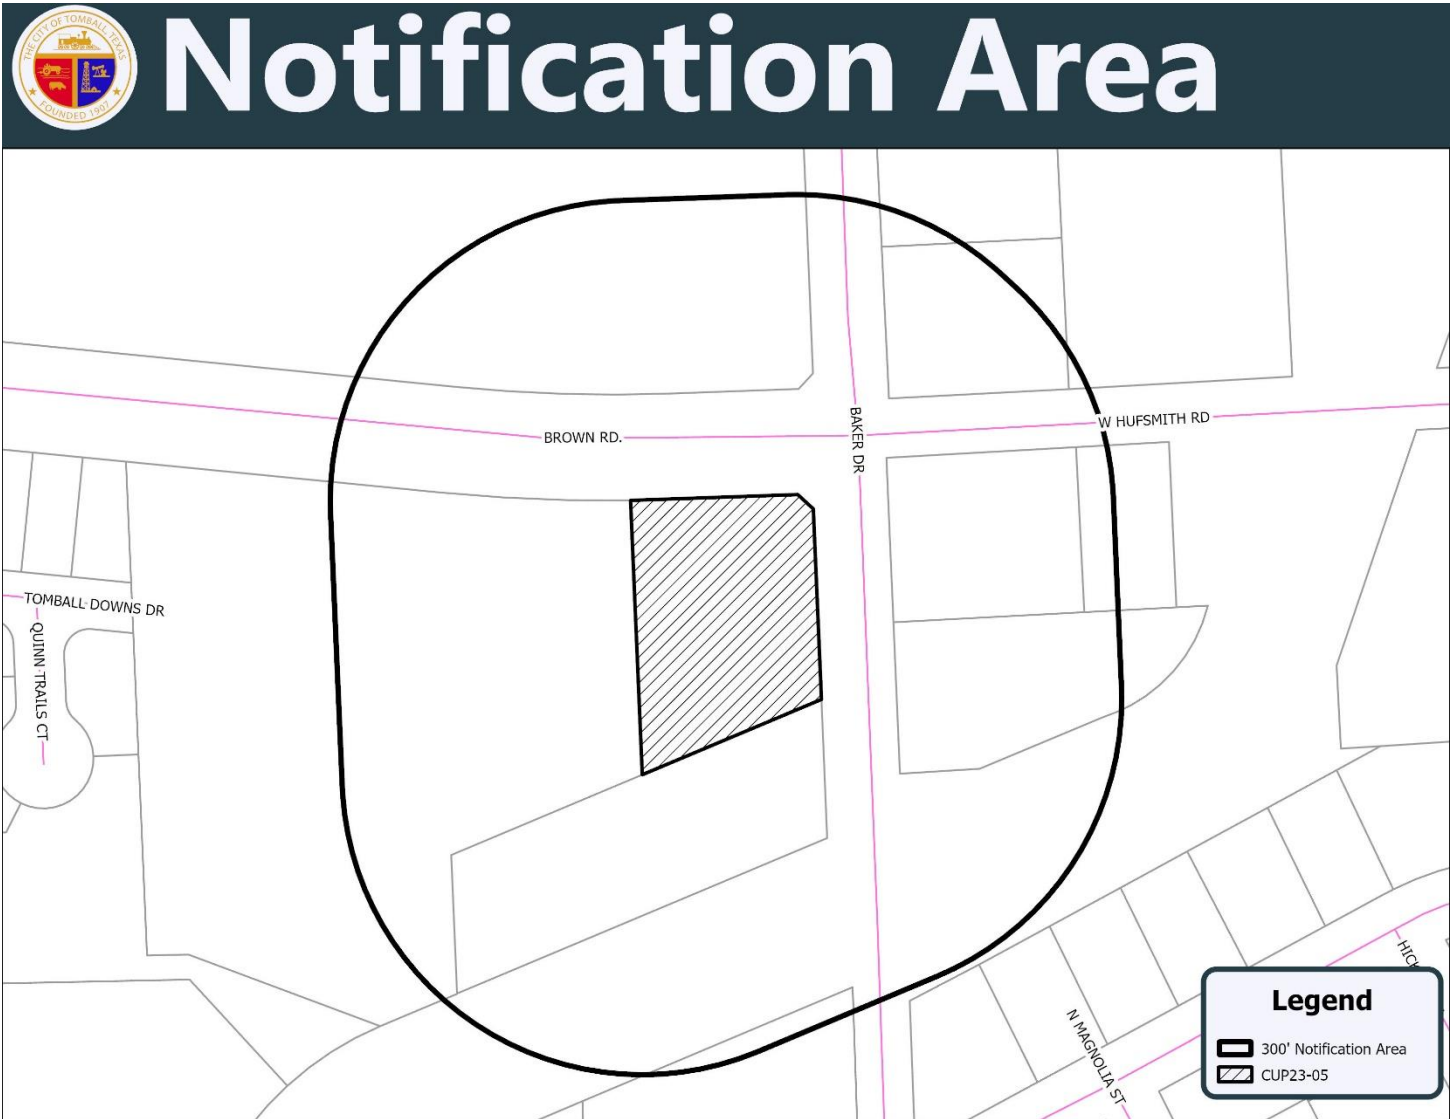 THE CITY OF TOMBALL, TEXAS
FOUNDED 1907
Notification Area
BROWN RD.
BAKER DR
W HUFSMITH RD
TOMBALL DOWNS DR
QUINN TRAILS CT
N MAGNOLIA ST
Legend
300' Notification Area
CUP23-05